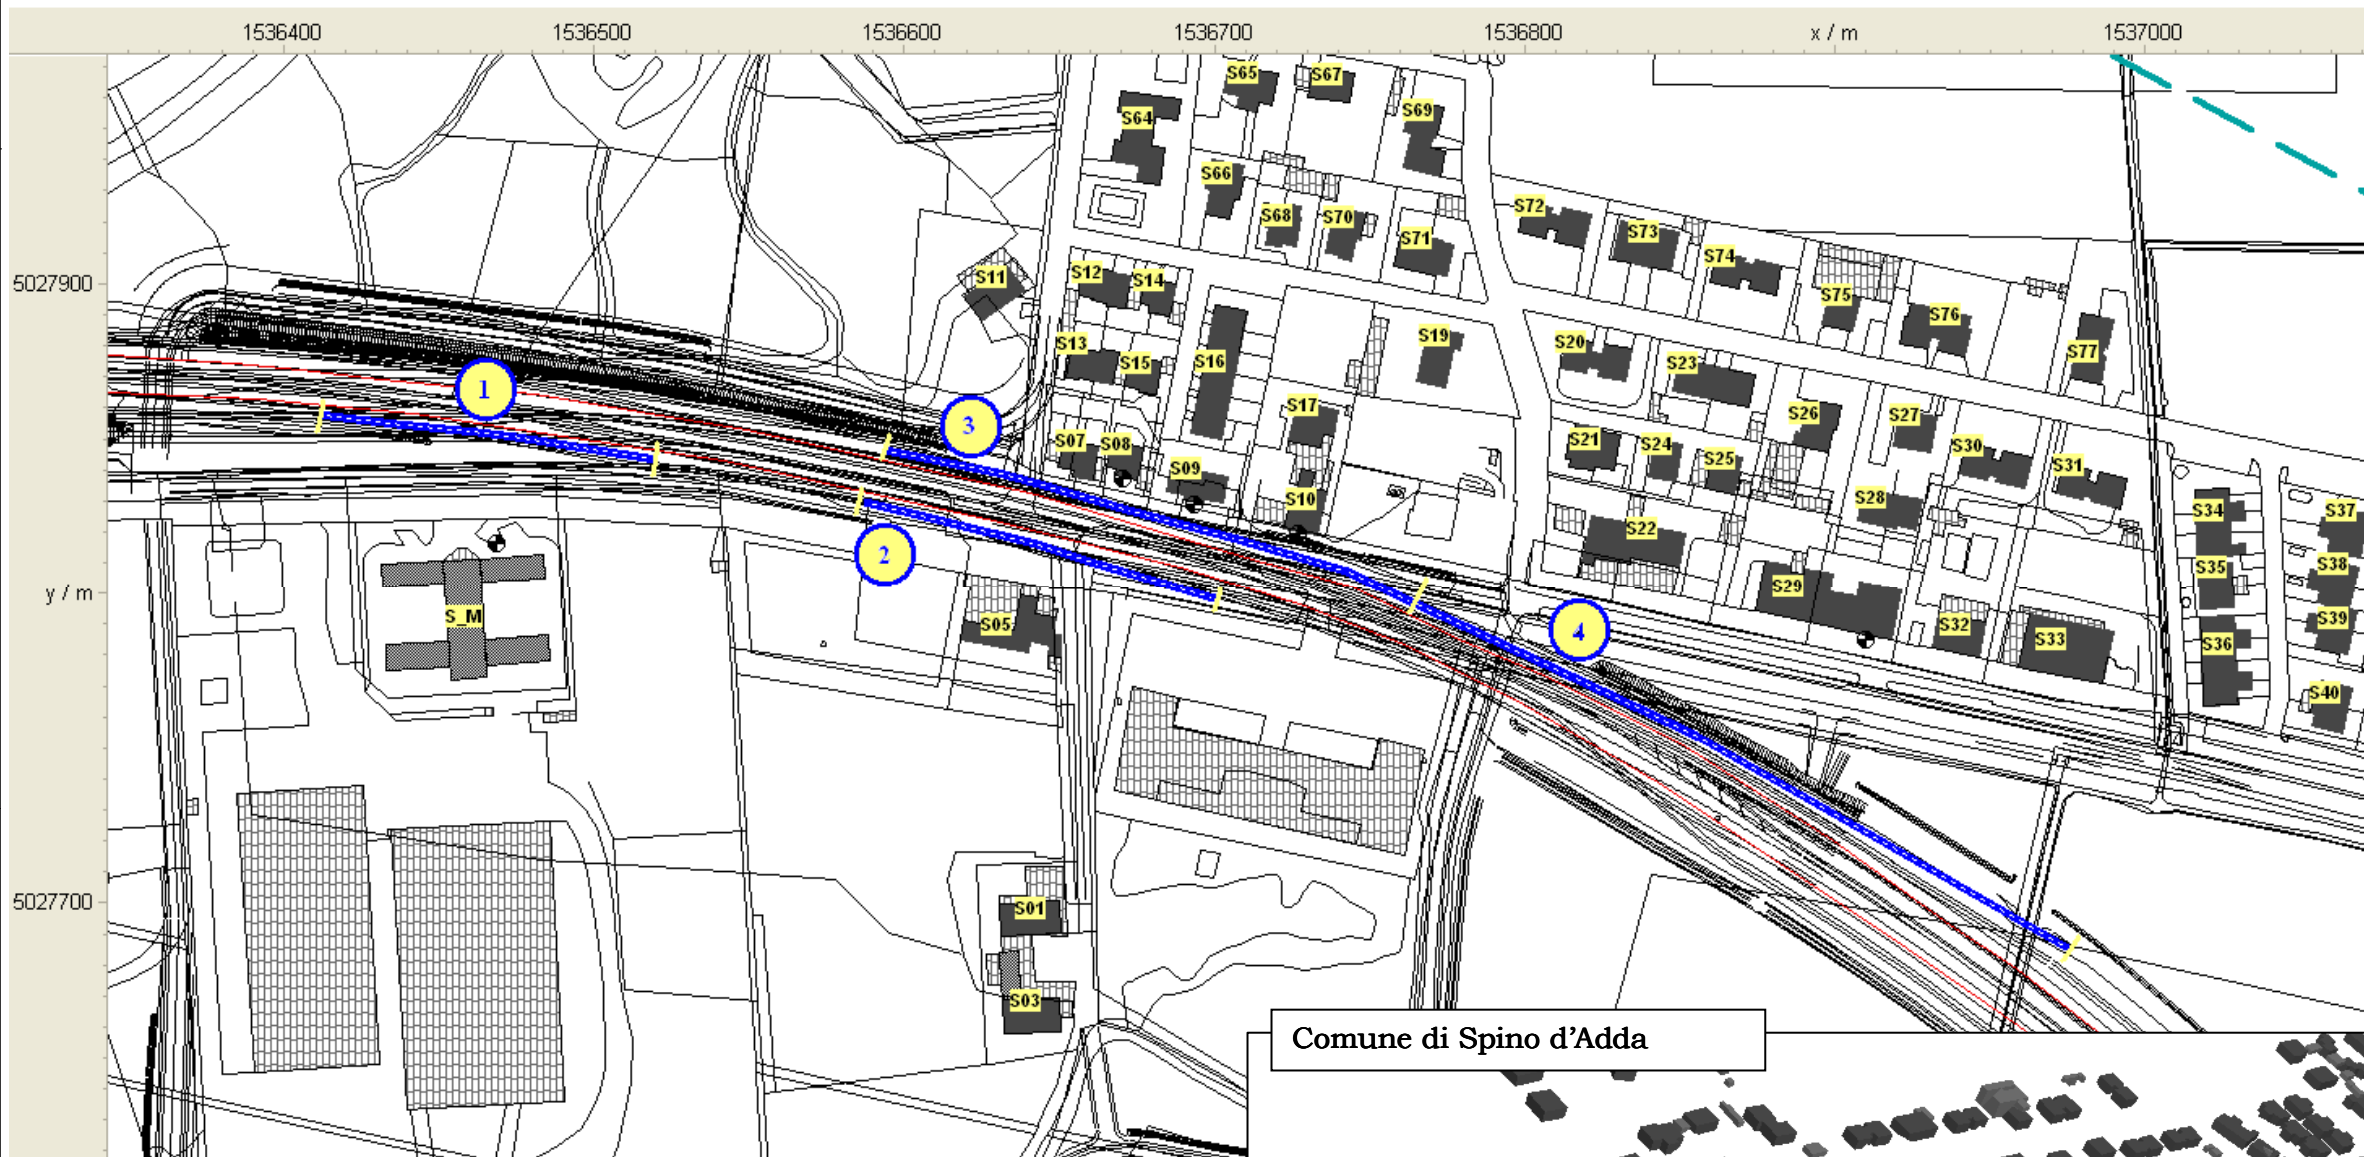 1536400 1536500 1536600 1536700 1536800 x / m 1537000
S65 S67
S64 S69
S66
S68 S70 S71
S72 S73 S74
S75 S76 S77
5027900
S11 S12 S14
S13 S15 S16 S19
S20 S23
1
3
S17
S26 S27
S07 S08 S09 S10
S21 S24 S25 S30 S31
S28
S22
S34 S37
2
S35 S38
S29
y / m
S_M
S05
4
S32 S33
S36 S39
S40
5027700
S01
S03
Comune di Spino d'Adda